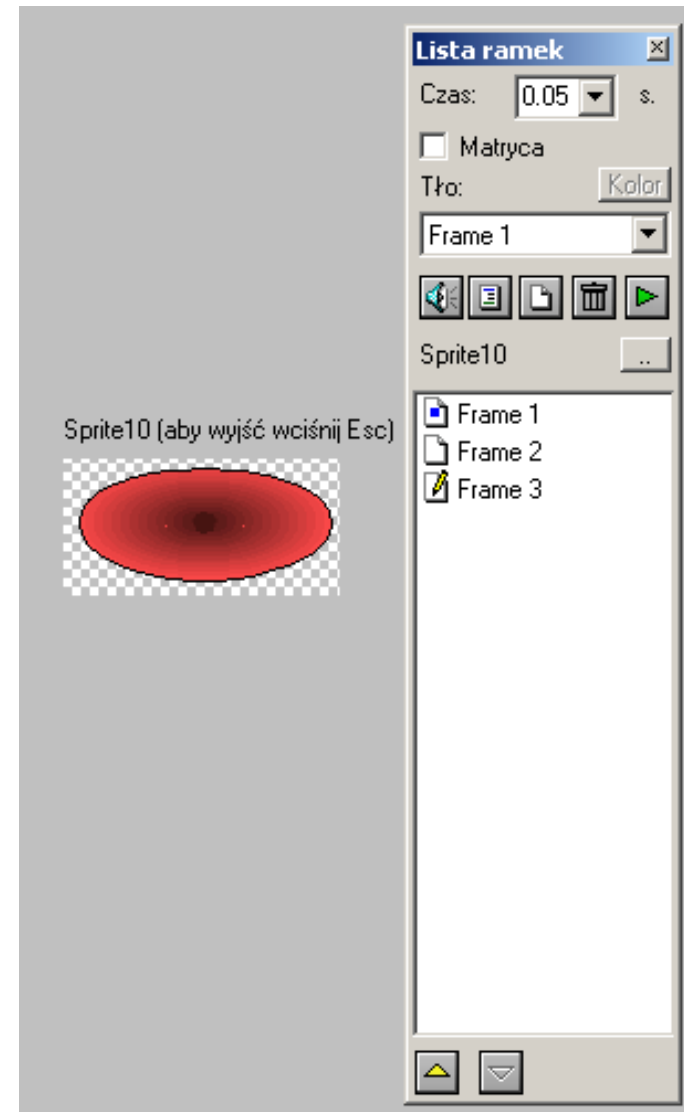 Lista ramek
Czas: 0.05 s.
Matryca
Tło: Kolor
Frame 1
Sprite10 ..
Sprite10 (aby wyjść wciśnij Esc)
Frame 1
Frame 2
Frame 3